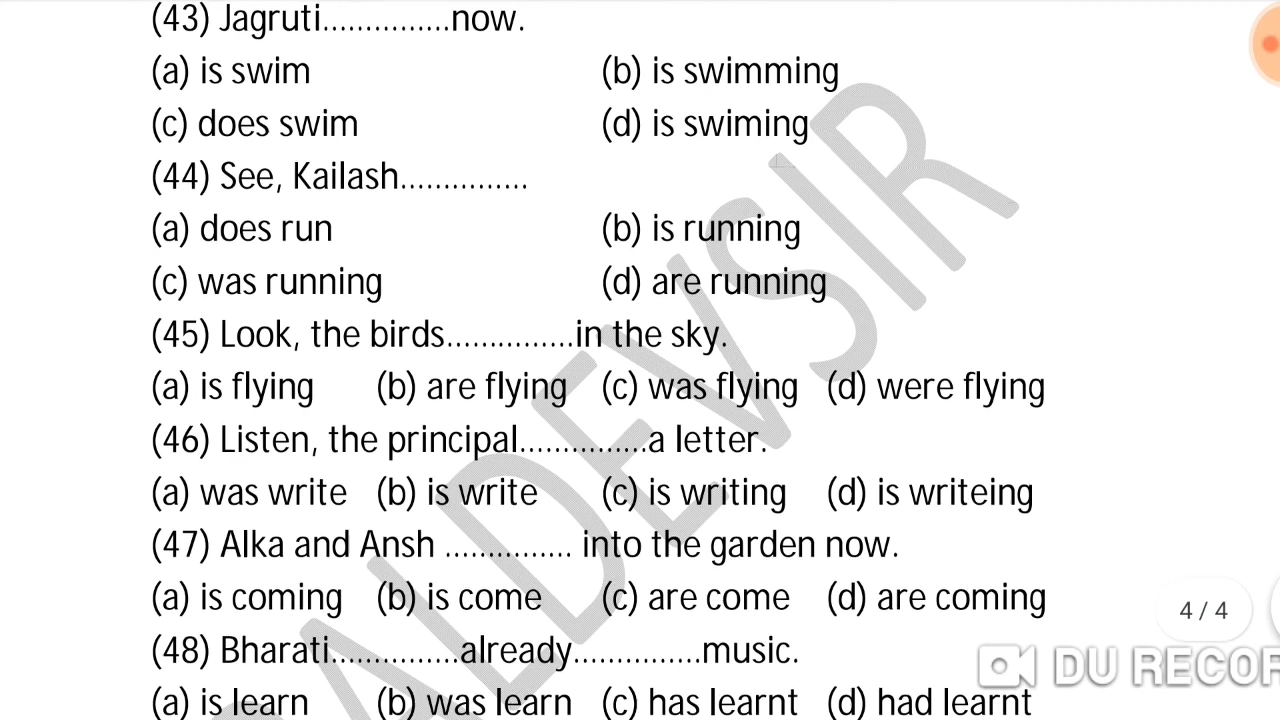 (43) Jagruti...............now.
(a) is swim (b) is swimming
(c) does swim (d) is swiming
(44) See, Kailash...............
(a) does run (b) is running
(c) was running (d) are running
(45) Look, the birds...............in the sky.
(a) is flying (b) are flying (c) was flying (d) were flying
(46) Listen, the principal...............a letter.
(a) was write (b) is write (c) is writing (d) is writeing
(47) Alka and Ansh ............... into the garden now.
(a) is coming (b) is come (c) are come (d) are coming
4 / 4
(48) Bharati...............already...............music.
(a) is learn (b) was learn (c) has learnt (d) had learnt
ALDEVSIR
DU RECOR